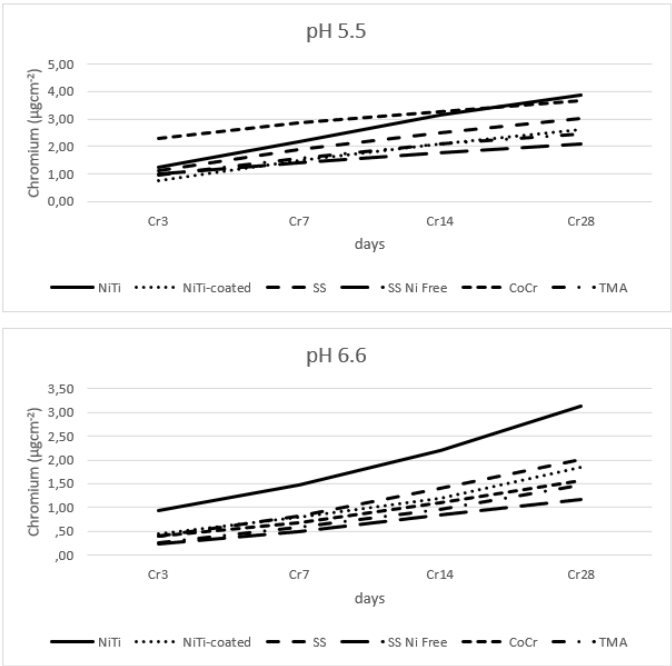 pH 5.5
5,00
4,00
3,00
2,00
1,00
0,00
Chromium (µgcm⁻²)
Cr3 Cr7 Cr14 Cr28
days
NiTi NiTi-coated SS SS Ni Free CoCr TMA
pH 6.6
3,50
3,00
2,50
2,00
1,50
1,00
,50
,00
Chromium (µgcm⁻²)
Cr3 Cr7 Cr14 Cr28
days
NiTi NiTi-coated SS SS Ni Free CoCr TMA